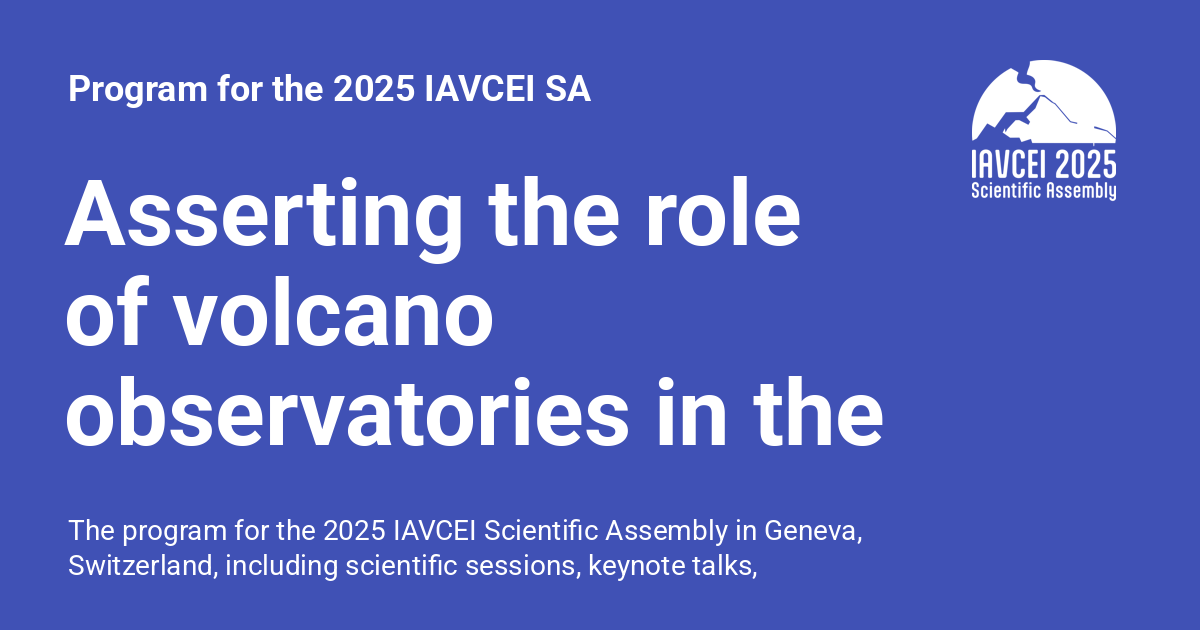 Program for the 2025 IAVCEI SA
IAVCEI 2025
Scientific Assembly
Asserting the role
of volcano
observatories in the
The program for the 2025 IAVCEI Scientific Assembly in Geneva,
Switzerland, including scientific sessions, keynote talks,